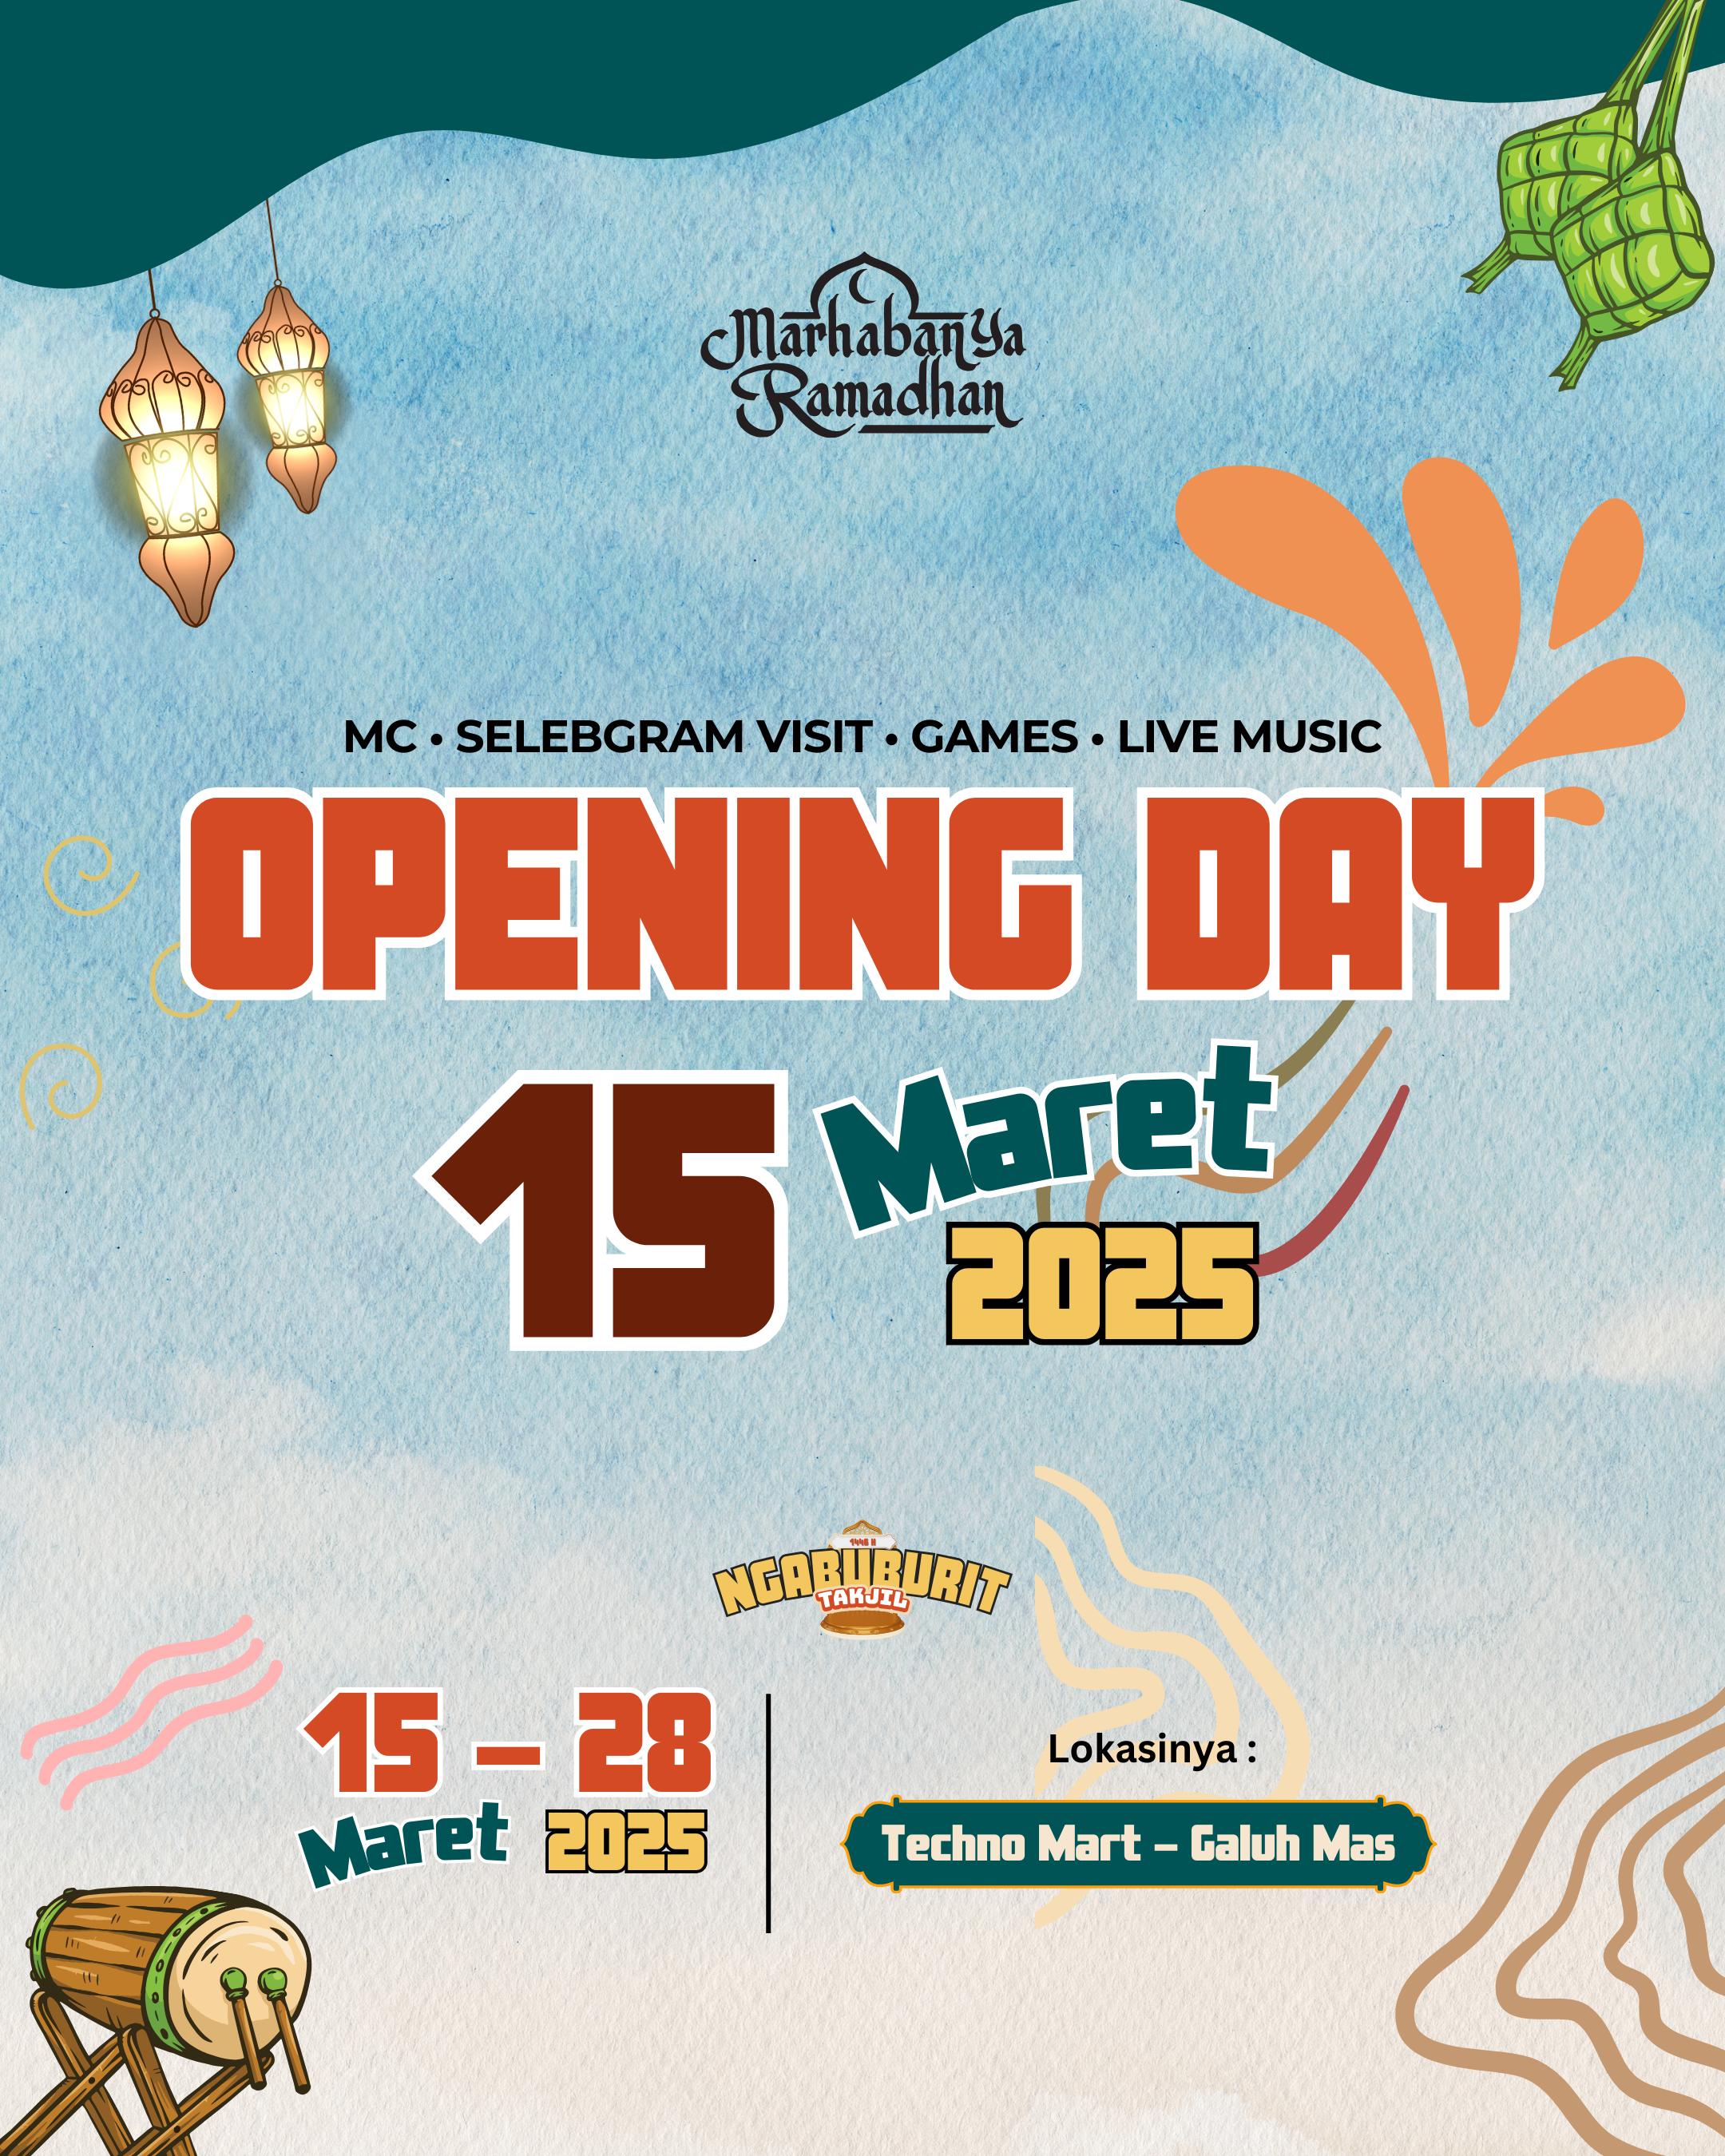 Marhaban Ya
Ramadhan
MC • SELEBGRAM VISIT • GAMES • LIVE MUSIC
OPENING DAY
15 Maret
2025
1446 H
NGABUBURIT
TAKJIL
15 – 28
Maret 2025
Lokasinya :
Techno Mart – Galuh Mas